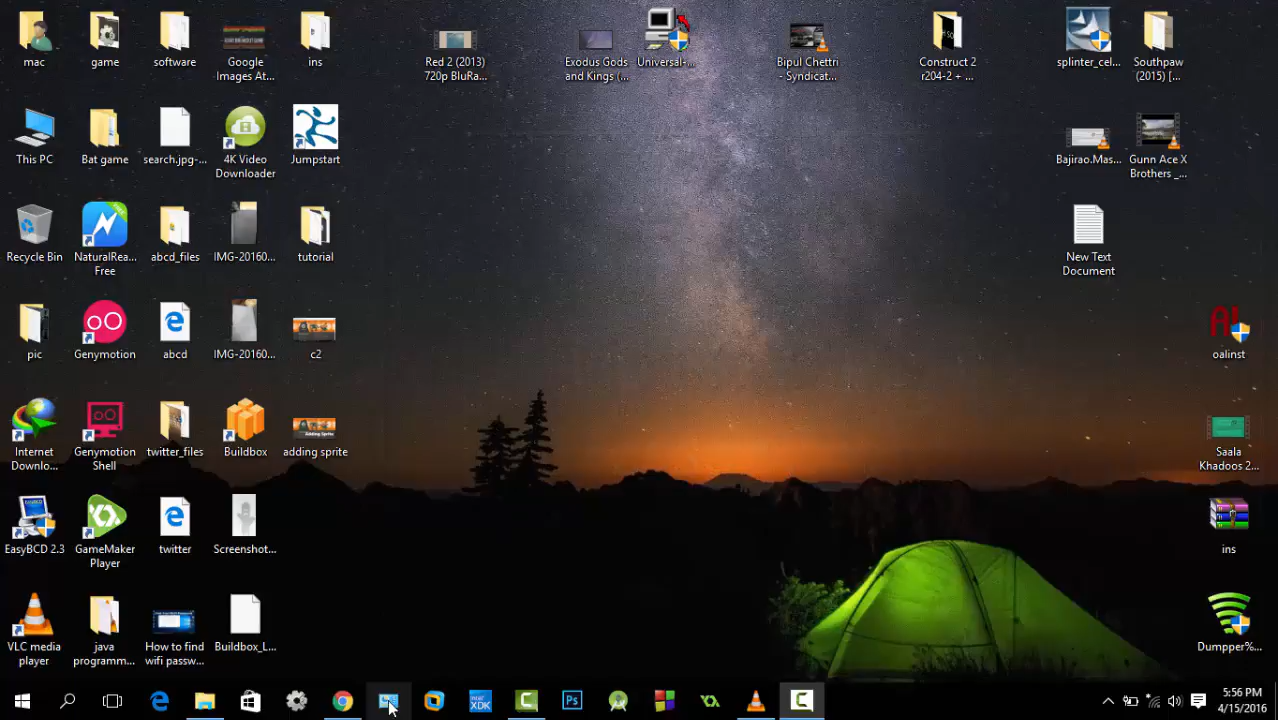 mac
game
software
Google
Images At...
ins
Red 2 (2013)
720p BluRa...
Exodus Gods
and Kings (...
Universal-...
Bipul Chettri
- Syndicat...
Construct 2
r204-2 + ...
splinter_cel...
Southpaw
(2015) [...
This PC
Bat game
search.jpg-...
4K Video
Downloader
Jumpstart
Bajirao.Mas...
Gunn Ace X
Brothers _...
Recycle Bin
NaturalRea...
Free
abcd_files
IMG-20160...
tutorial
New Text
Document
pic
Genymotion
abcd
IMG-20160...
c2
oalinst
Internet
Downlo...
Genymotion
Shell
twitter_files
Buildbox
Adding Sprite
adding sprite
Saala
Khadoos 2...
EasyBCD 2.3
GameMaker
Player
twitter
Screenshot...
ins
VLC media
player
java
programm...
How to find
wifi passw...
Buildbox_L...
Dumpper%...
XDK
Ps
5:56 PM
4/15/2016